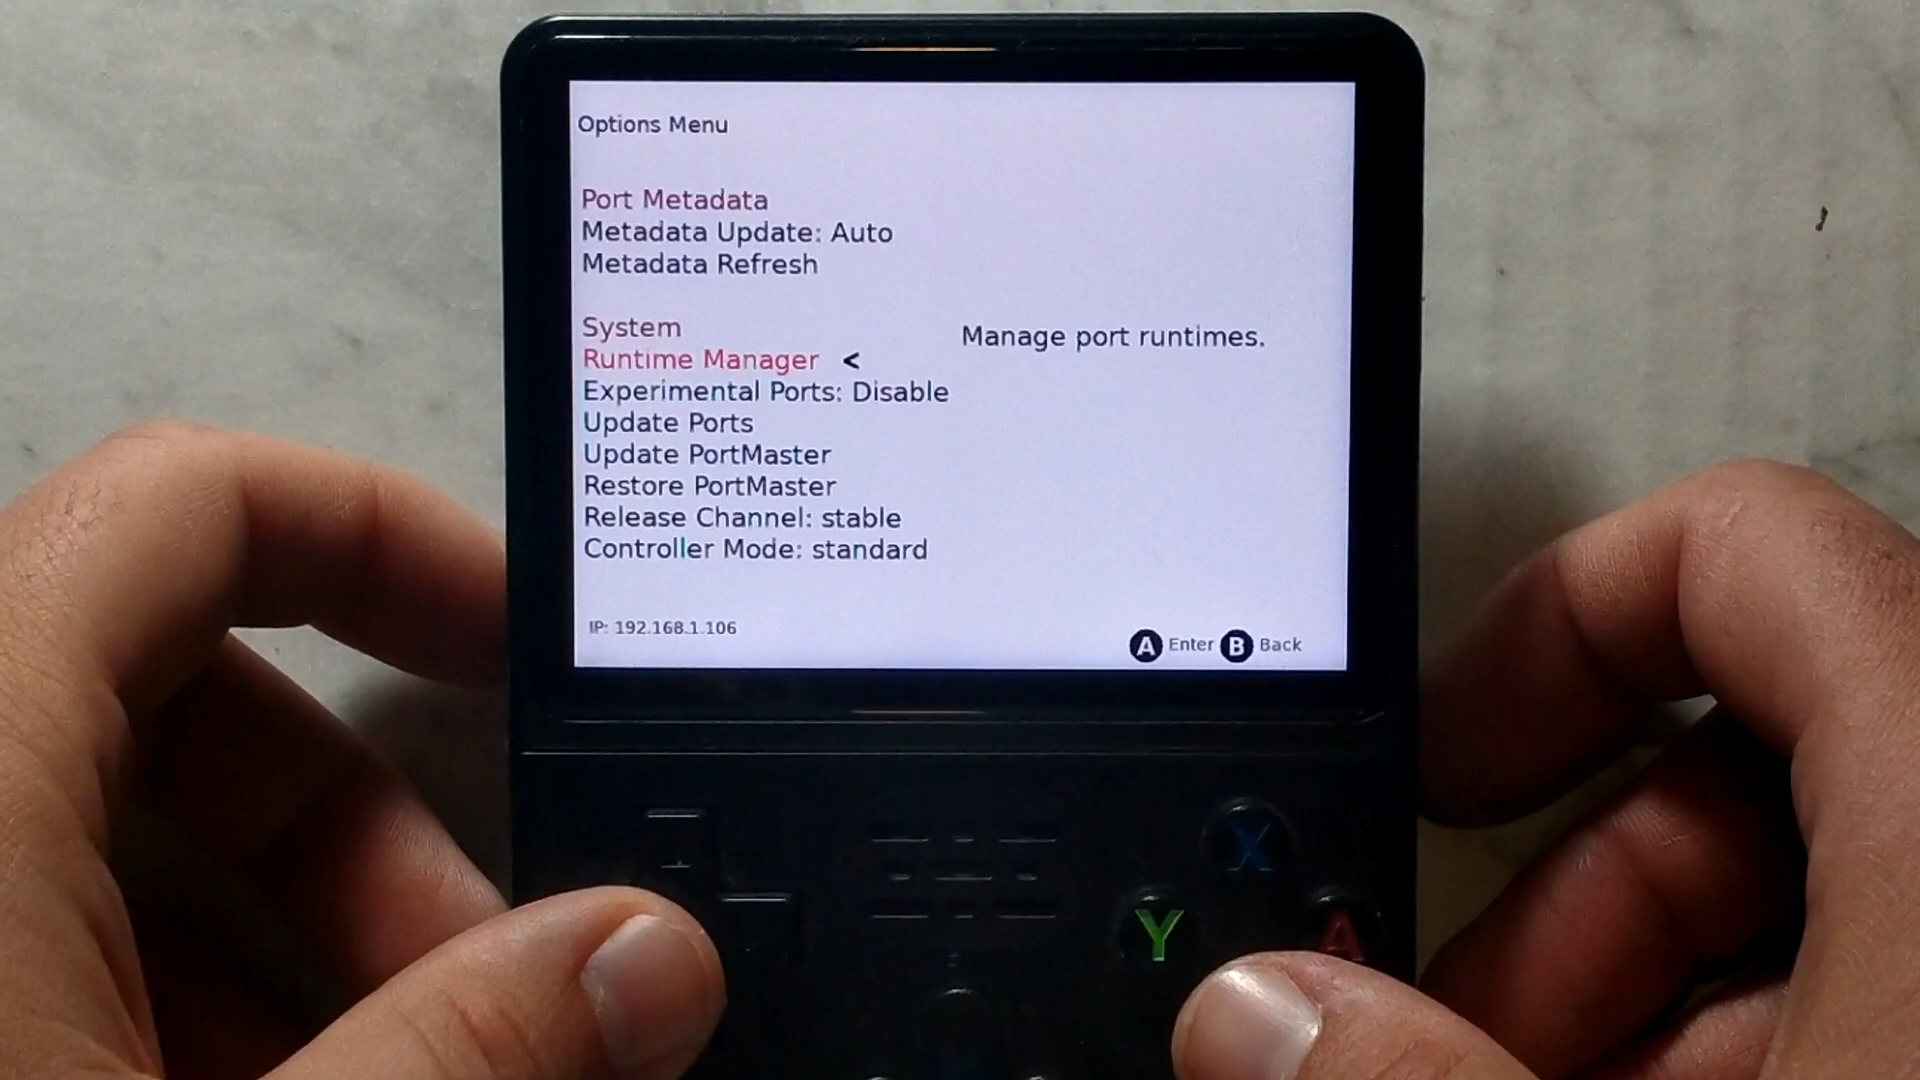 Options Menu
Port Metadata
Metadata Update: Auto
Metadata Refresh
System
Runtime Manager <
Manage port runtimes.
Experimental Ports: Disable
Update Ports
Update PortMaster
Restore PortMaster
Release Channel: stable
Controller Mode: standard
IP: 192.168.1.106
A Enter B Back
X
Y
A